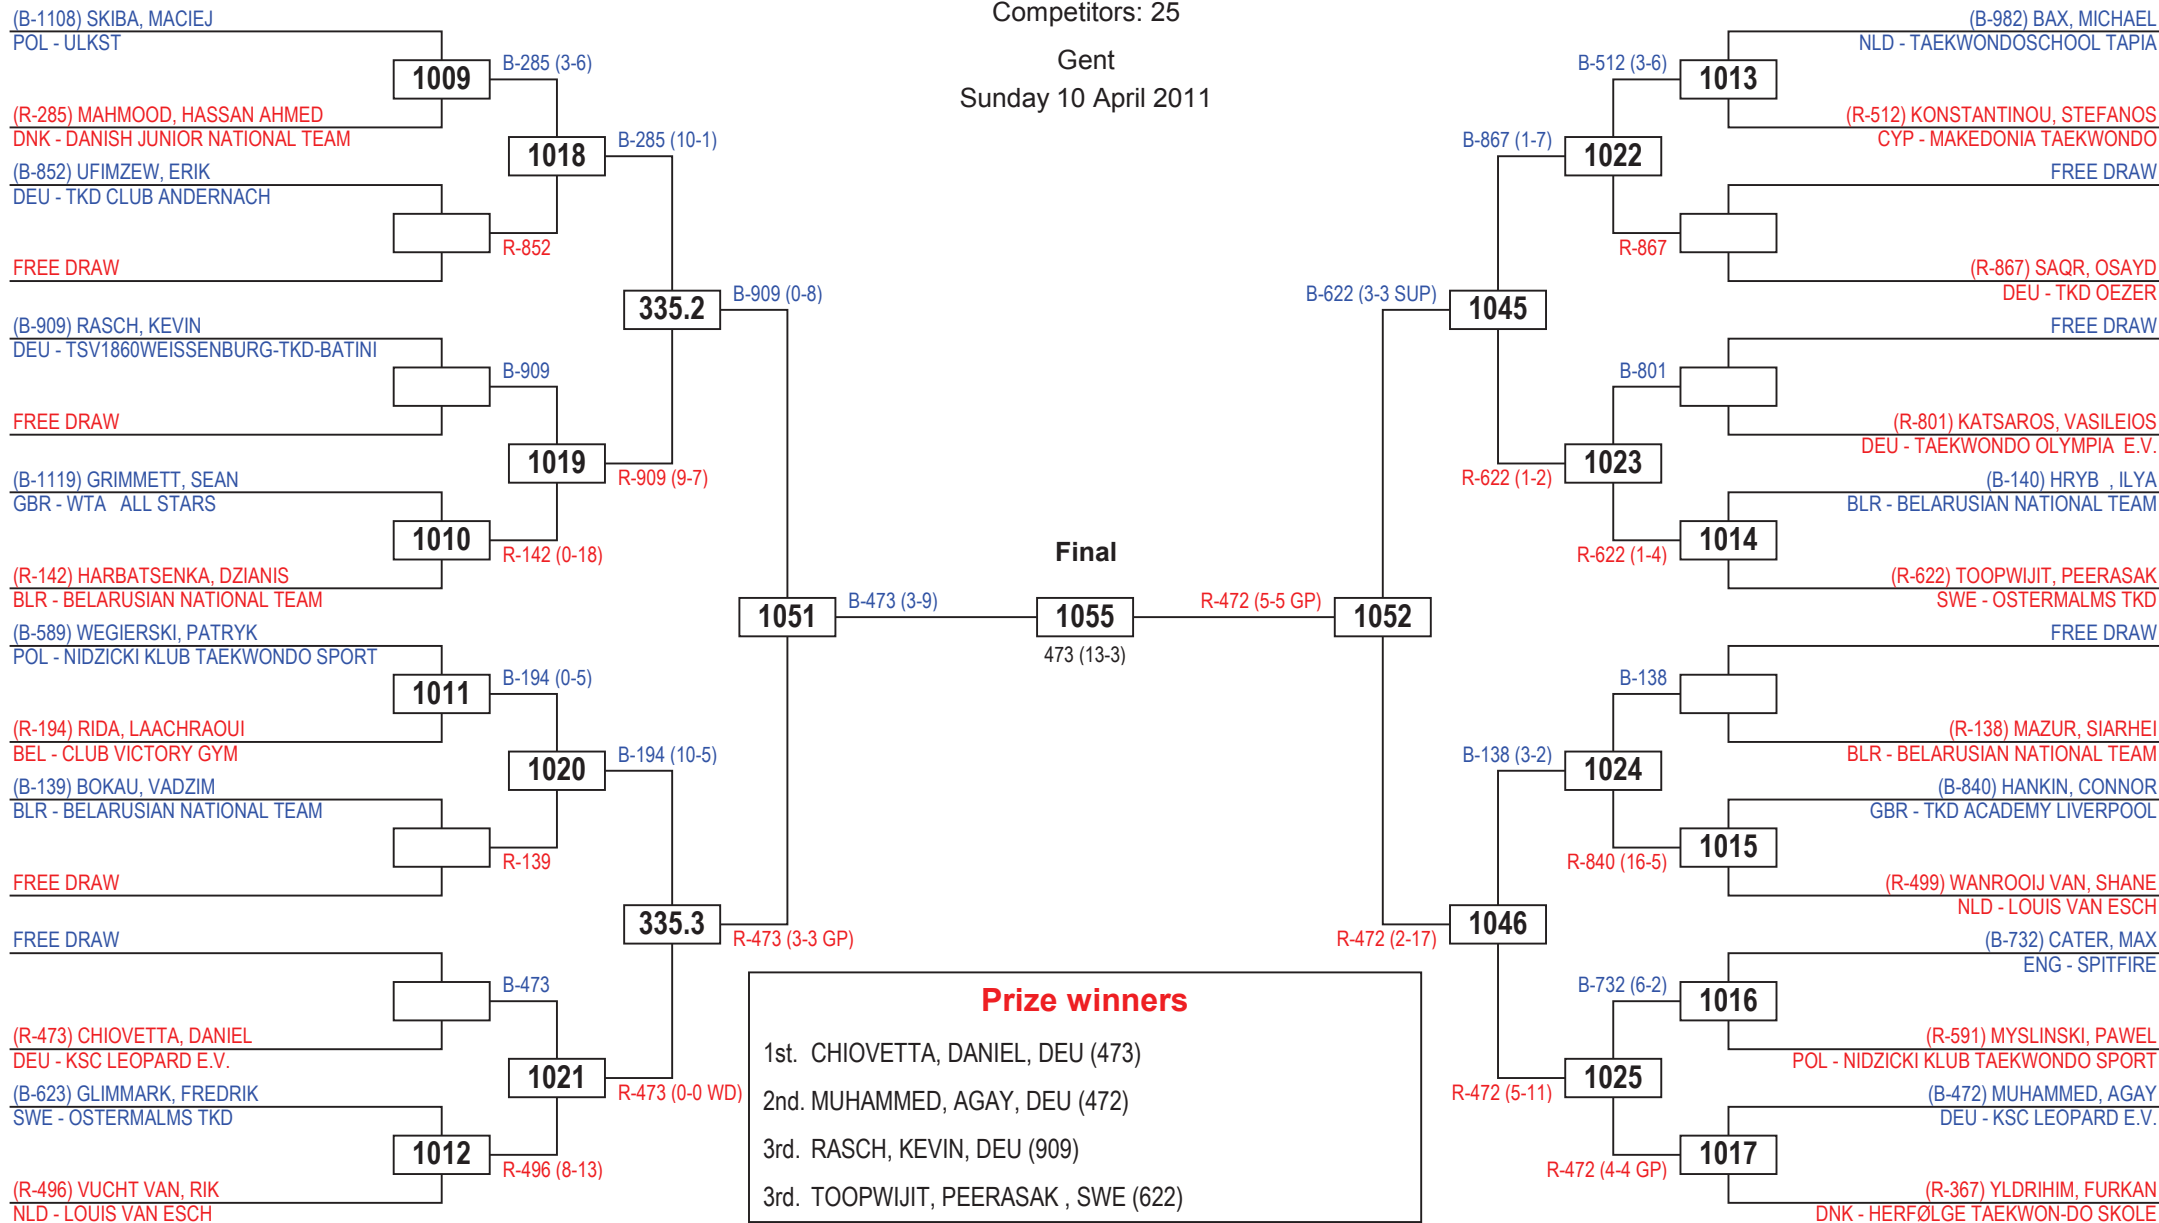 Competitors: 25
Gent
Sunday 10 April 2011
(B-1108) SKIBA, MACIEJ
POL - ULKST
1009
B-285 (3-6)
(R-285) MAHMOOD, HASSAN AHMED
DNK - DANISH JUNIOR NATIONAL TEAM
1018
B-285 (10-1)
(B-852) UFIMZEW, ERIK
DEU - TKD CLUB ANDERNACH
R-852
FREE DRAW
335.2
B-909 (0-8)
(B-909) RASCH, KEVIN
DEU - TSV1860WEISSENBURG-TKD-BATINI
B-909
FREE DRAW
1019
R-909 (9-7)
(B-1119) GRIMMETT, SEAN
GBR - WTA ALL STARS
1010
R-142 (0-18)
(R-142) HARBATSENKA, DZIANIS
BLR - BELARUSIAN NATIONAL TEAM
1051
B-473 (3-9)
(B-589) WEGIERSKI, PATRYK
POL - NIDZICKI KLUB TAEKWONDO SPORT
1011
B-194 (0-5)
(R-194) RIDA, LAACHRAOUI
BEL - CLUB VICTORY GYM
1020
B-194 (10-5)
(B-139) BOKAU, VADZIM
BLR - BELARUSIAN NATIONAL TEAM
R-139
FREE DRAW
335.3
R-473 (3-3 GP)
FREE DRAW
B-473
(R-473) CHIOVETTA, DANIEL
DEU - KSC LEOPARD E.V.
1021
R-473 (0-0 WD)
(B-623) GLIMMARK, FREDRIK
SWE - OSTERMALMS TKD
1012
R-496 (8-13)
(R-496) VUCHT VAN, RIK
NLD - LOUIS VAN ESCH
Final
1055
473 (13-3)
(B-982) BAX, MICHAEL
NLD - TAEKWONDOSCHOOL TAPIA
B-512 (3-6)
1013
(R-512) KONSTANTINOU, STEFANOS
CYP - MAKEDONIA TAEKWONDO
B-867 (1-7)
1022
FREE DRAW
R-867
(R-867) SAQR, OSAYD
DEU - TKD OEZER
B-622 (3-3 SUP)
1045
FREE DRAW
B-801
(R-801) KATSAROS, VASILEIOS
DEU - TAEKWONDO OLYMPIA E.V.
R-622 (1-2)
1023
(B-140) HRYB , ILYA
BLR - BELARUSIAN NATIONAL TEAM
R-622 (1-4)
1014
(R-622) TOOPWIJIT, PEERASAK
SWE - OSTERMALMS TKD
R-472 (5-5 GP)
1052
FREE DRAW
B-138
(R-138) MAZUR, SIARHEI
BLR - BELARUSIAN NATIONAL TEAM
B-138 (3-2)
1024
(B-840) HANKIN, CONNOR
GBR - TKD ACADEMY LIVERPOOL
R-840 (16-5)
1015
(R-499) WANROOIJ VAN, SHANE
NLD - LOUIS VAN ESCH
R-472 (2-17)
1046
(B-732) CATER, MAX
ENG - SPITFIRE
B-732 (6-2)
1016
(R-591) MYSLINSKI, PAWEL
POL - NIDZICKI KLUB TAEKWONDO SPORT
R-472 (5-11)
1025
(B-472) MUHAMMED, AGAY
DEU - KSC LEOPARD E.V.
R-472 (4-4 GP)
1017
(R-367) YLDRIHIM, FURKAN
DNK - HERFØLGE TAEKWON-DO SKOLE
Prize winners
1st. CHIOVETTA, DANIEL, DEU (473)
2nd. MUHAMMED, AGAY, DEU (472)
3rd. RASCH, KEVIN, DEU (909)
3rd. TOOPWIJIT, PEERASAK , SWE (622)